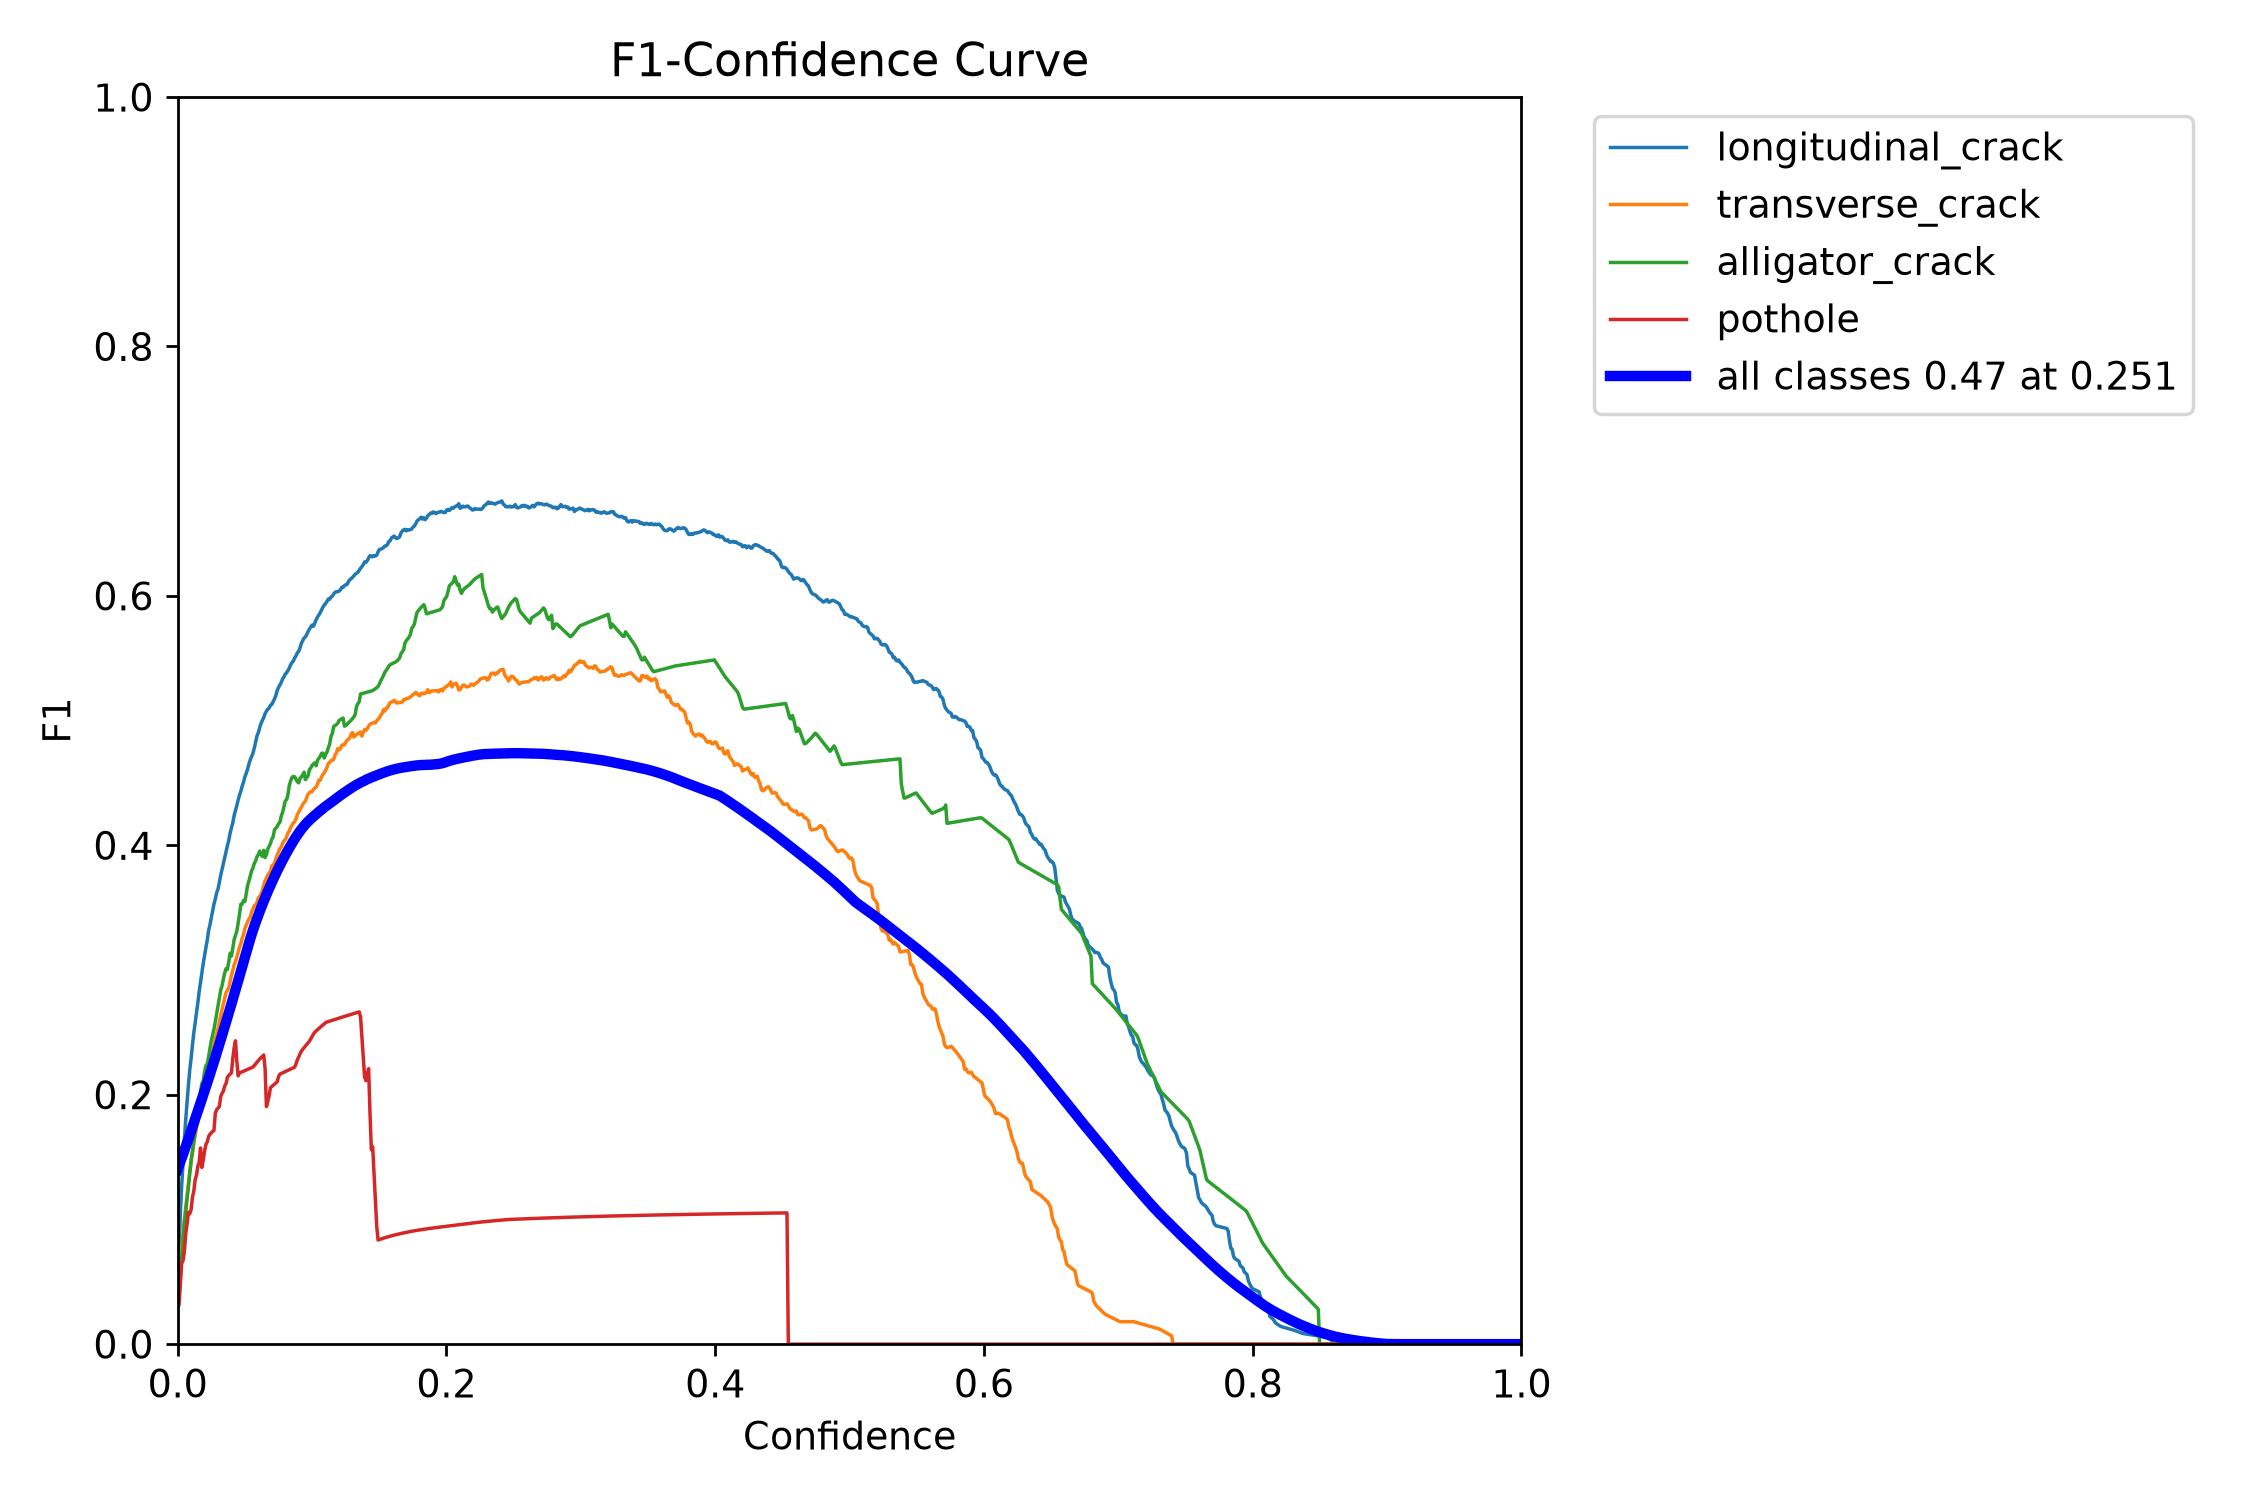 F1-Confidence Curve
1.0
0.8
0.6
0.4
0.2
0.0
F1
0.0 0.2 0.4 0.6 0.8 1.0
Confidence
longitudinal_crack
transverse_crack
alligator_crack
pothole
all classes 0.47 at 0.251